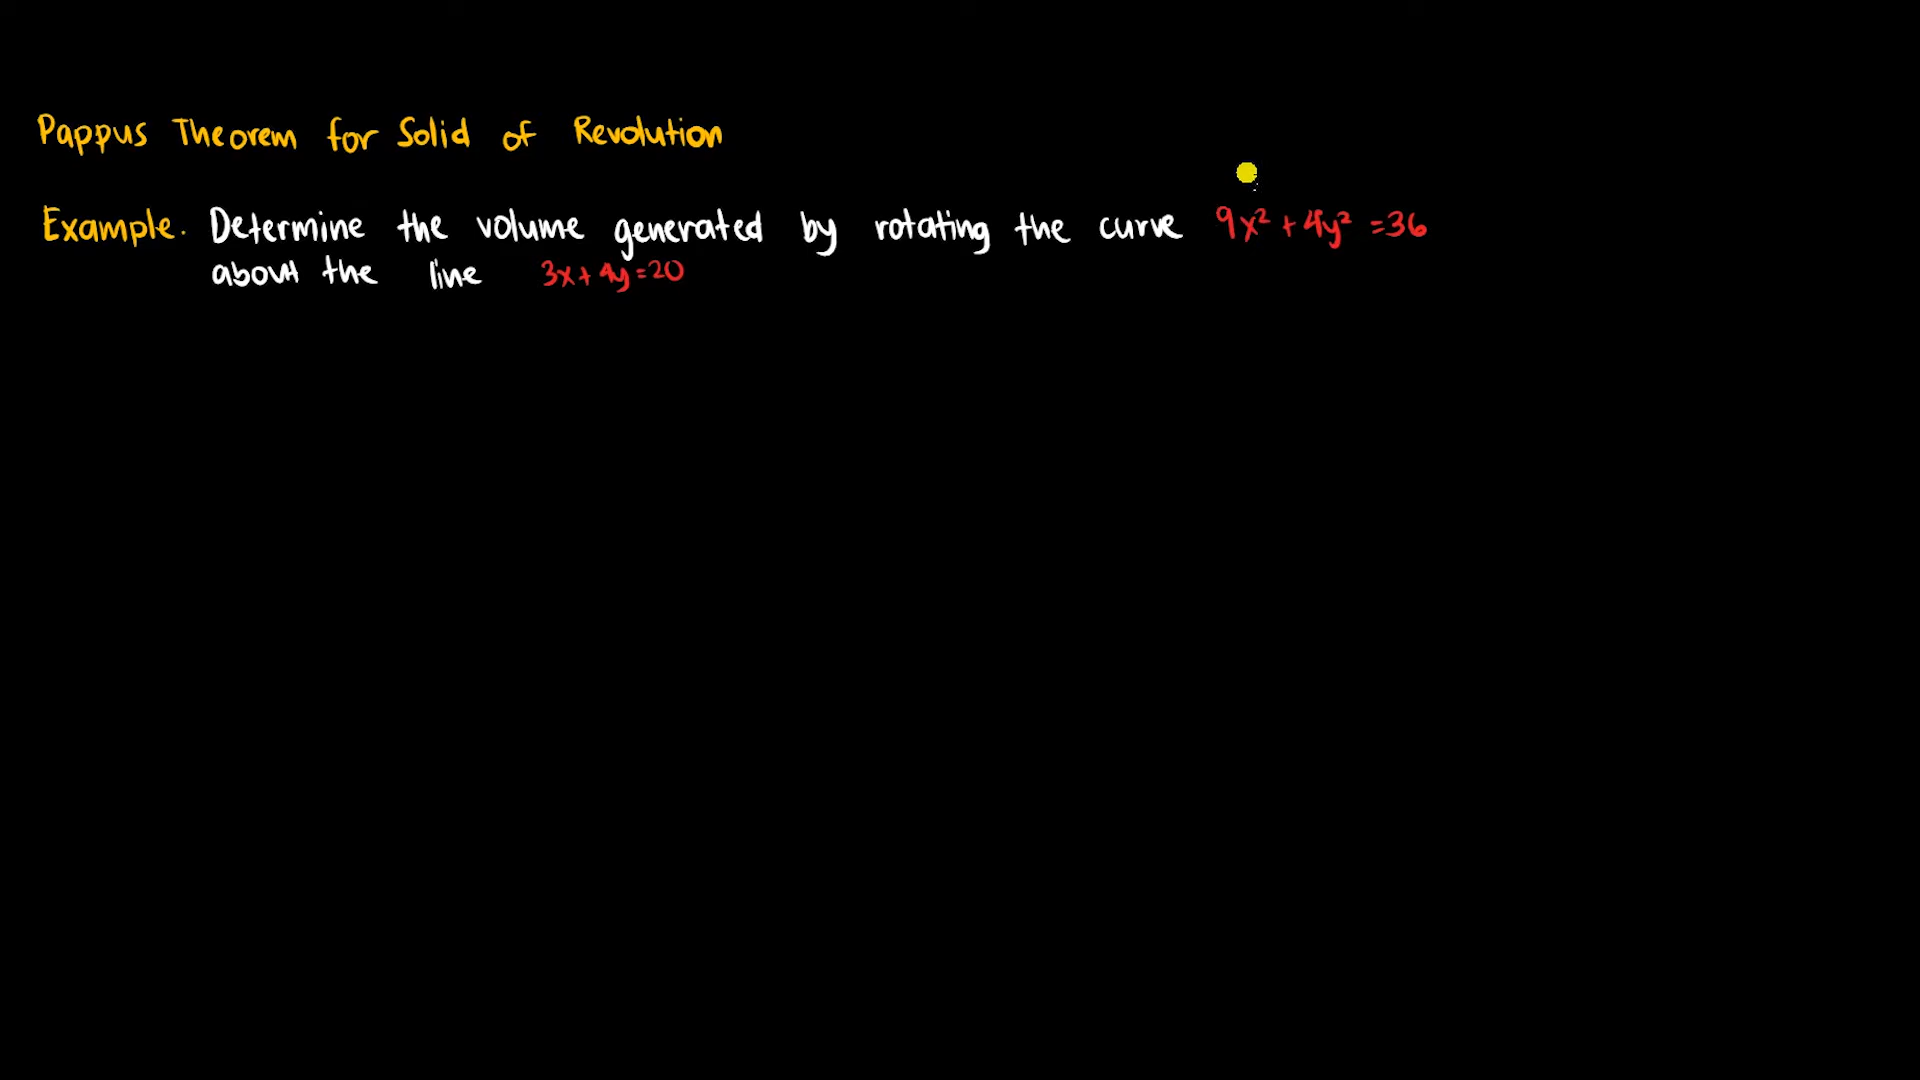 Pappus Theorem for Solid of Revolution
Example. Determine the volume generated by rotating the curve 9x² + 4y² = 36
about the line 3x + 4y = 20